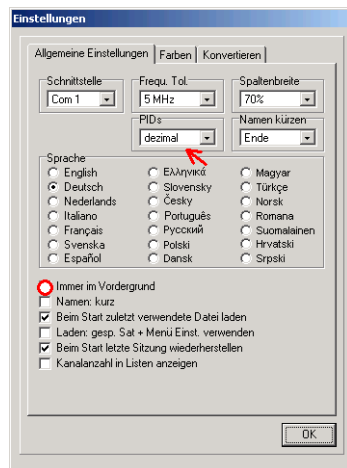 Einstellungen
Allgemeine Einstellungen Farben Konvertieren
Schnittstelle Frequ. Tol. Spaltenbreite
Com 1 5 MHz 70%
PIDs Namen kürzen
dezimal Ende
Sprache
English Ελληνικά Magyar
Deutsch Slovensky Türkçe
Nederlands Česky Norsk
Italiano Português Romana
Français Русский Suomalainen
Svenska Polski Hrvatski
Español Dansk Srpski
Immer im Vordergrund
Namen: kurz
Beim Start zuletzt verwendete Datei laden
Laden: gesp. Sat + Menü Einst. verwenden
Beim Start letzte Sitzung wiederherstellen
Kanalanzahl in Listen anzeigen
OK